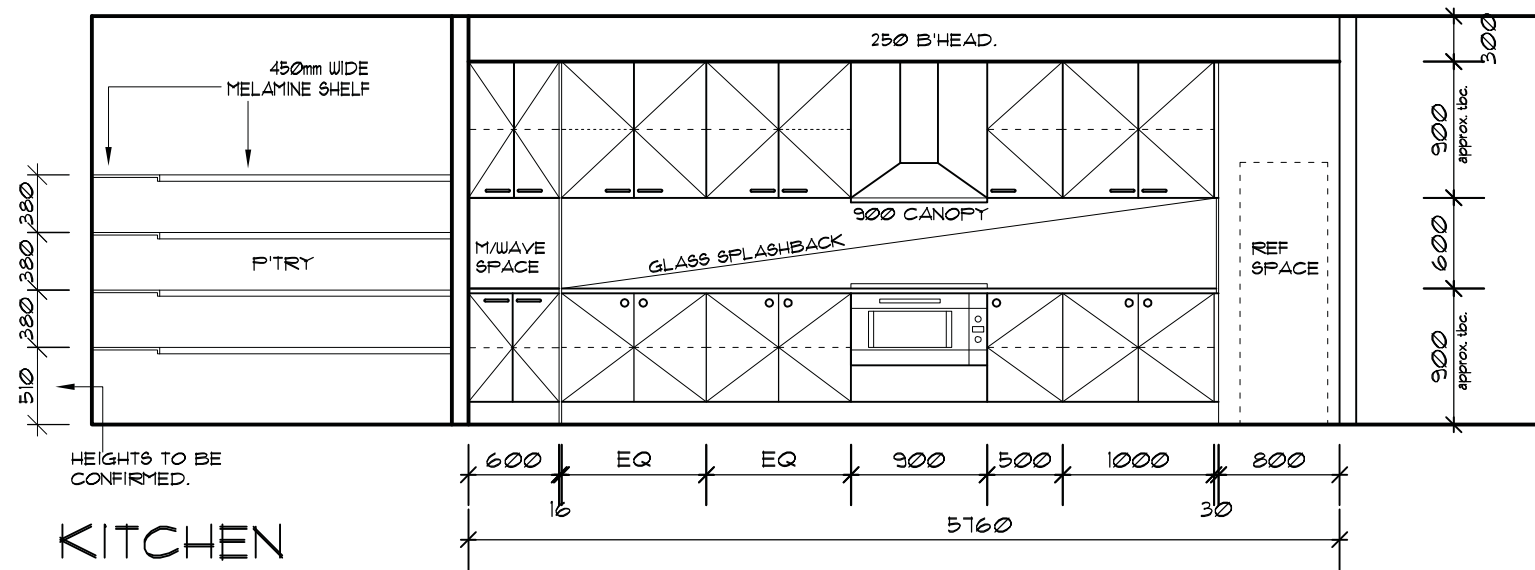 250 B'HEAD.
300
450mm WIDE
MELAMINE SHELF
900
approx. tbc.
380
900 CANOPY
M/WAVE
SPACE
GLASS SPLASHBACK
600
REF
SPACE
P'TRY
380
380
510
900
approx. tbc.
HEIGHTS TO BE
CONFIRMED.
600
EQ
EQ
900
500
1000
800
16
30
5760
KITCHEN